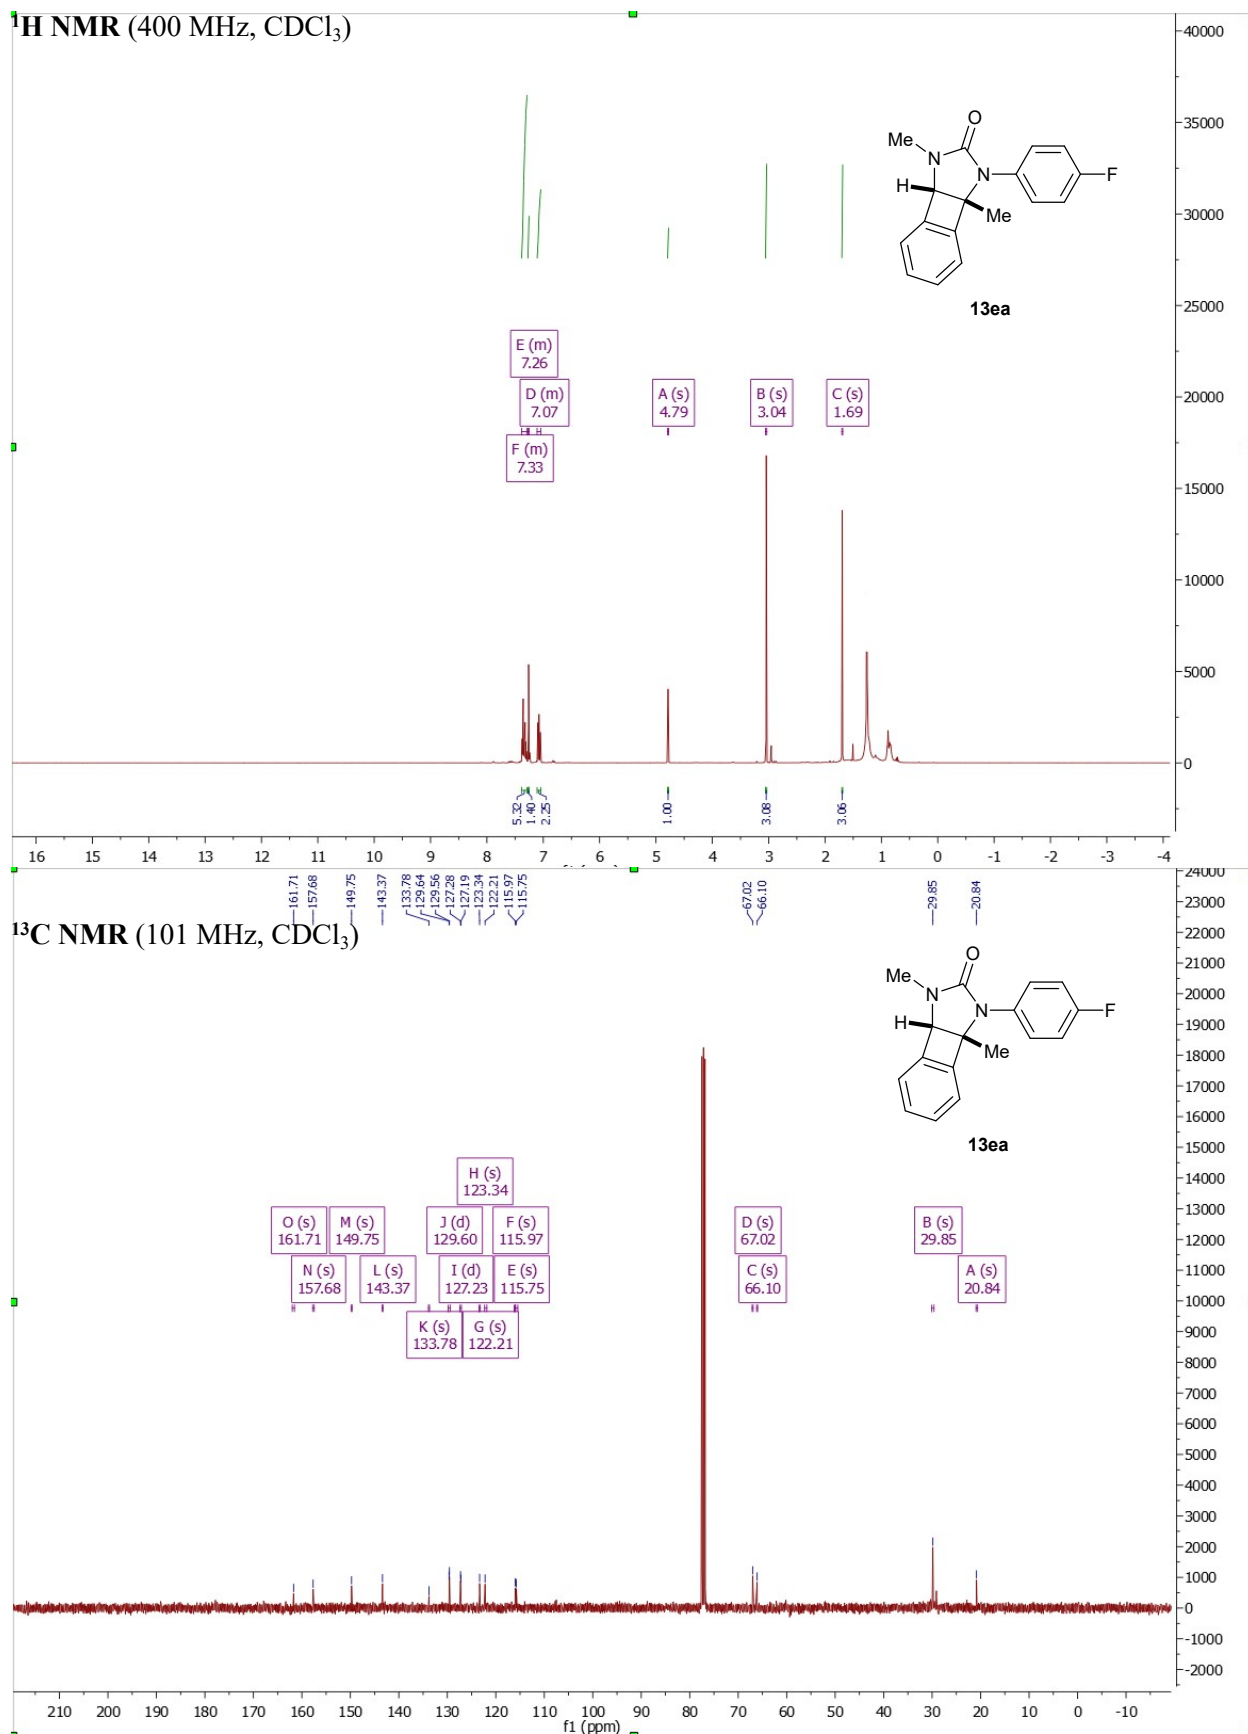 ¹H NMR (400 MHz, CDCl₃)
40000
35000
30000
25000
20000
15000
10000
5000
0
O
Me
N
N
F
H
Me
13ea
E (m)
7.26
D (m)
7.07
F (m)
7.33
A (s)
4.79
B (s)
3.04
C (s)
1.69
5.32
1.40
2.25
1.00
3.08
3.06
16 15 14 13 12 11 10 9 8 7 6 5 4 3 2 1 0 -1 -2 -3 -4
161.71
157.68
149.75
143.37
133.78
129.64
129.56
127.28
127.19
123.34
122.21
115.97
115.75
67.02
66.10
29.85
20.84
¹³C NMR (101 MHz, CDCl₃)
24000
23000
22000
21000
20000
19000
18000
17000
16000
15000
14000
13000
12000
11000
10000
9000
8000
7000
6000
5000
4000
3000
2000
1000
0
-1000
-2000
O
Me
N
N
F
H
Me
13ea
H (s)
123.34
O (s)
161.71
M (s)
149.75
J (d)
129.60
F (s)
115.97
D (s)
67.02
B (s)
29.85
N (s)
157.68
L (s)
143.37
I (d)
127.23
E (s)
115.75
C (s)
66.10
A (s)
20.84
K (s)
133.78
G (s)
122.21
210 200 190 180 170 160 150 140 130 120 110 100 90 80 70 60 50 40 30 20 10 0 -10
f1 (ppm)